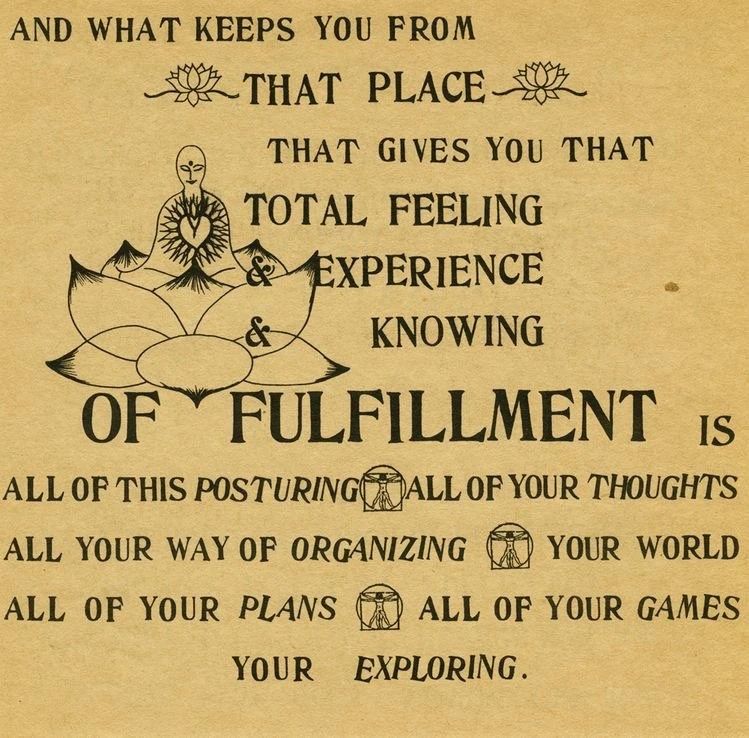 AND WHAT KEEPS YOU FROM
THAT PLACE
THAT GIVES YOU THAT
TOTAL FEELING
& EXPERIENCE
& KNOWING
OF FULFILLMENT IS
ALL OF THIS POSTURING ALL OF YOUR THOUGHTS
ALL YOUR WAY OF ORGANIZING YOUR WORLD
ALL OF YOUR PLANS ALL OF YOUR GAMES
YOUR EXPLORING.